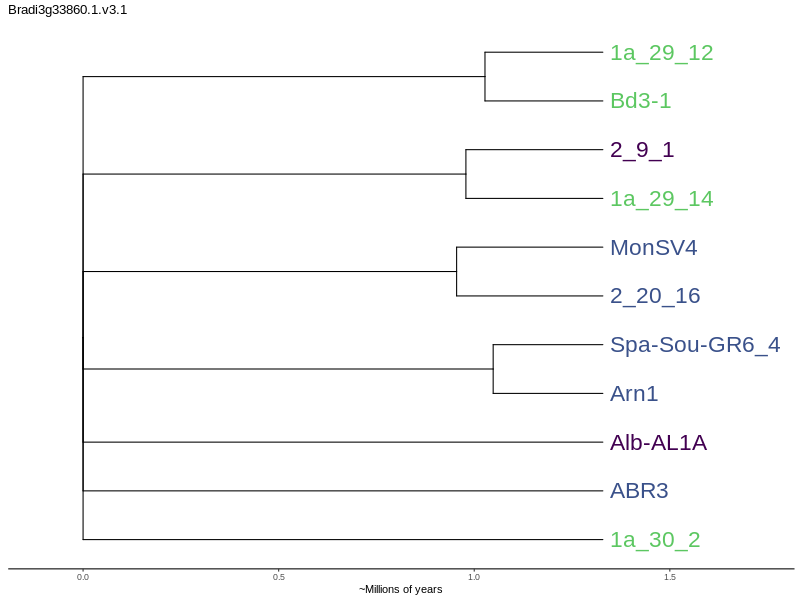 Bradi3g33860.1.v3.1
1a_29_12
Bd3-1
2_9_1
1a_29_14
MonSV4
2_20_16
Spa-Sou-GR6_4
Arn1
Alb-AL1A
ABR3
1a_30_2
0.0 0.5 1.0 1.5
~Millions of years